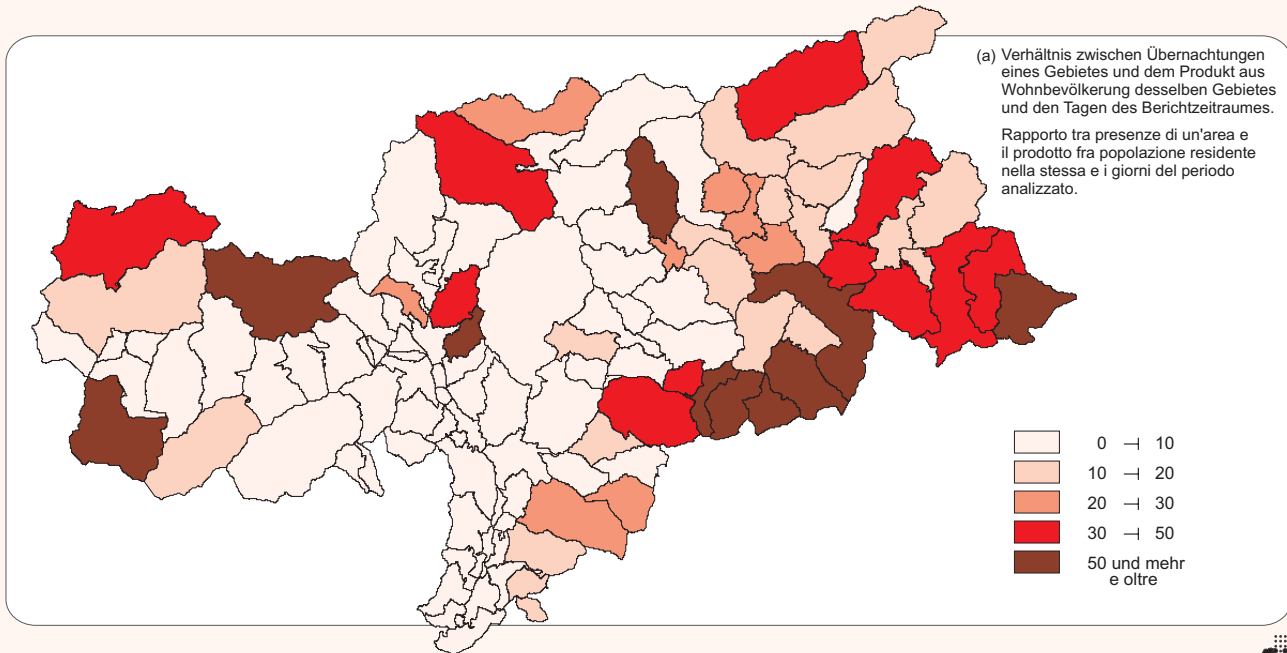 (a) Verhältnis zwischen Übernachtungen
eines Gebietes und dem Produkt aus
Wohnbevölkerung desselben Gebietes
und den Tagen des Berichtzeitraumes.
Rapporto tra presenze di un'area e
il prodotto fra popolazione residente
nella stessa e i giorni del periodo
analizzato.
0 ⊣ 10
10 ⊣ 20
20 ⊣ 30
30 ⊣ 50
50 und mehr
e oltre